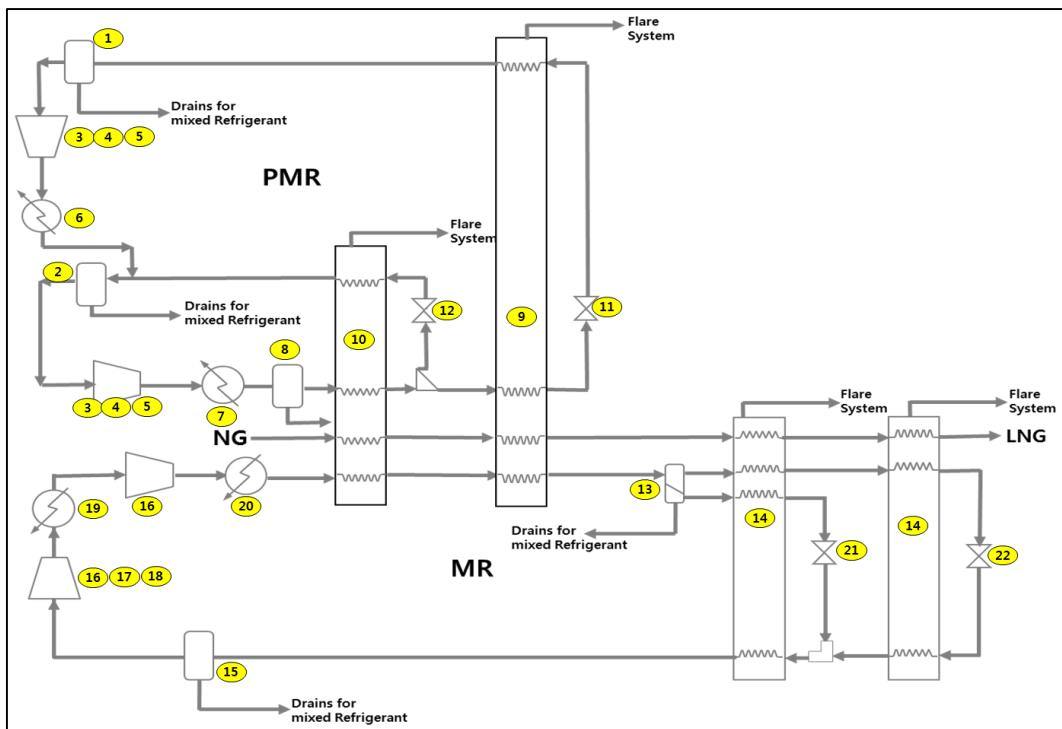 Flare
System
1
Drains for
mixed Refrigerant
3 4 5
PMR
6
Flare
System
2
Drains for
mixed Refrigerant
12
11
9
10
8
3 4 5
7
NG
Flare
System
Flare
System
LNG
13
19
16
20
14
14
Drains for
mixed Refrigerant
21
22
MR
16 17 18
15
Drains for
mixed Refrigerant